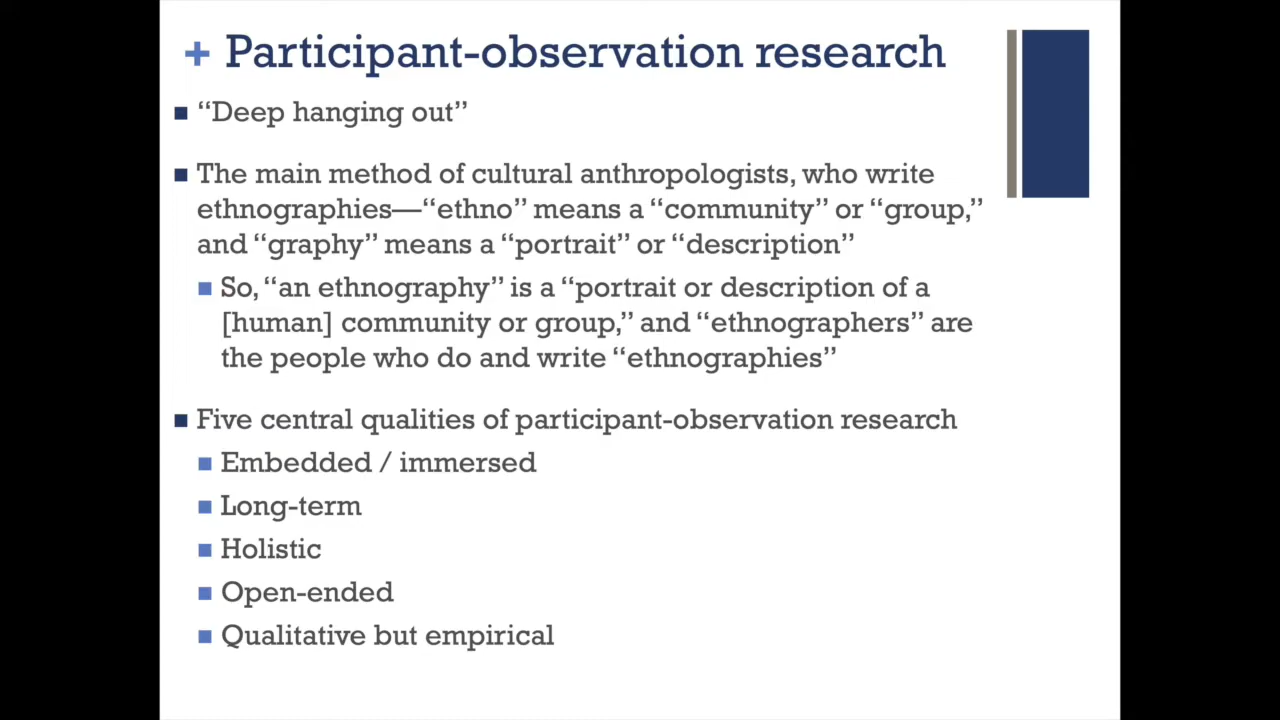 + Participant-observation research
■ “Deep hanging out”
■ The main method of cultural anthropologists, who write
ethnographies—“ethno” means a “community” or “group,”
and “graphy” means a “portrait” or “description”
■ So, “an ethnography” is a “portrait or description of a
[human] community or group,” and “ethnographers” are
the people who do and write “ethnographies”
■ Five central qualities of participant-observation research
■ Embedded / immersed
■ Long-term
■ Holistic
■ Open-ended
■ Qualitative but empirical